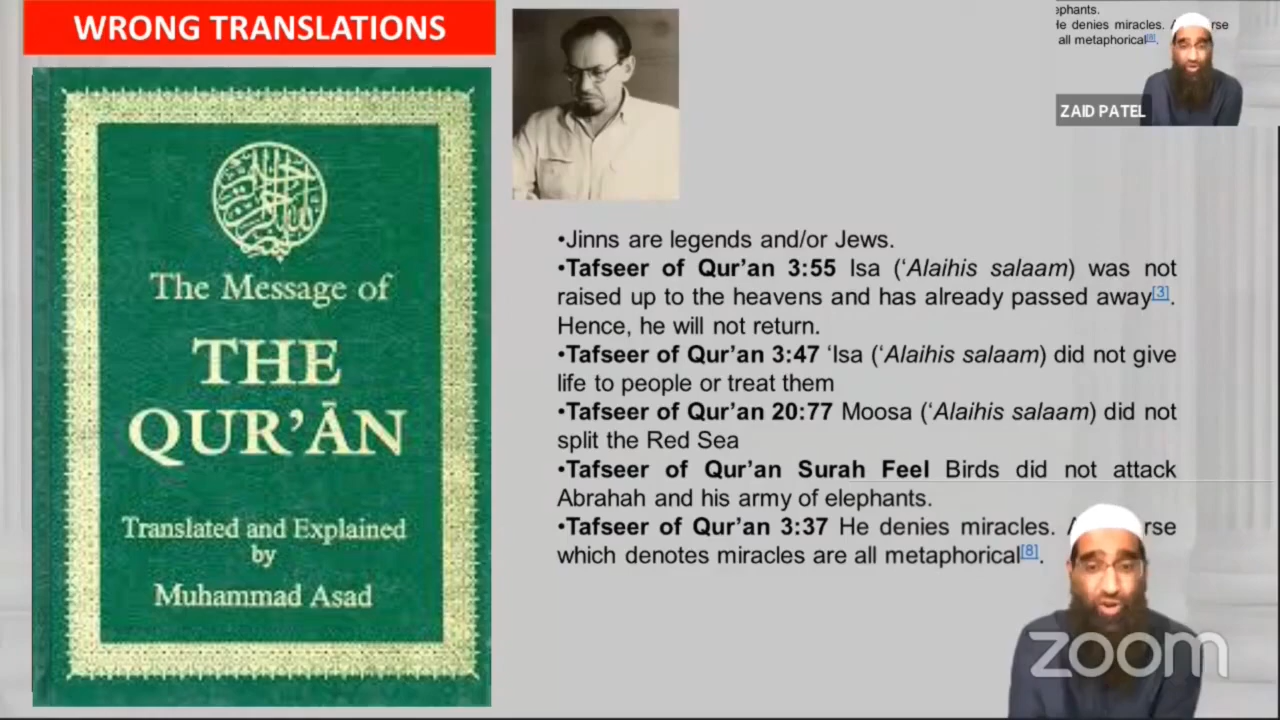 WRONG TRANSLATIONS
The Message of
THE
QUR'ĀN
Translated and Explained
by
Muhammad Asad
ephants.
He denies miracles. A rse
all metaphorical[8].
ZAID PATEL
•Jinns are legends and/or Jews.
•Tafseer of Qur’an 3:55 Isa (‘Alaihis salaam) was not
raised up to the heavens and has already passed away[3].
Hence, he will not return.
•Tafseer of Qur’an 3:47 ‘Isa (‘Alaihis salaam) did not give
life to people or treat them
•Tafseer of Qur’an 20:77 Moosa (‘Alaihis salaam) did not
split the Red Sea
•Tafseer of Qur’an Surah Feel Birds did not attack
Abrahah and his army of elephants.
•Tafseer of Qur’an 3:37 He denies miracles. A rse
which denotes miracles are all metaphorical[8].
zoom